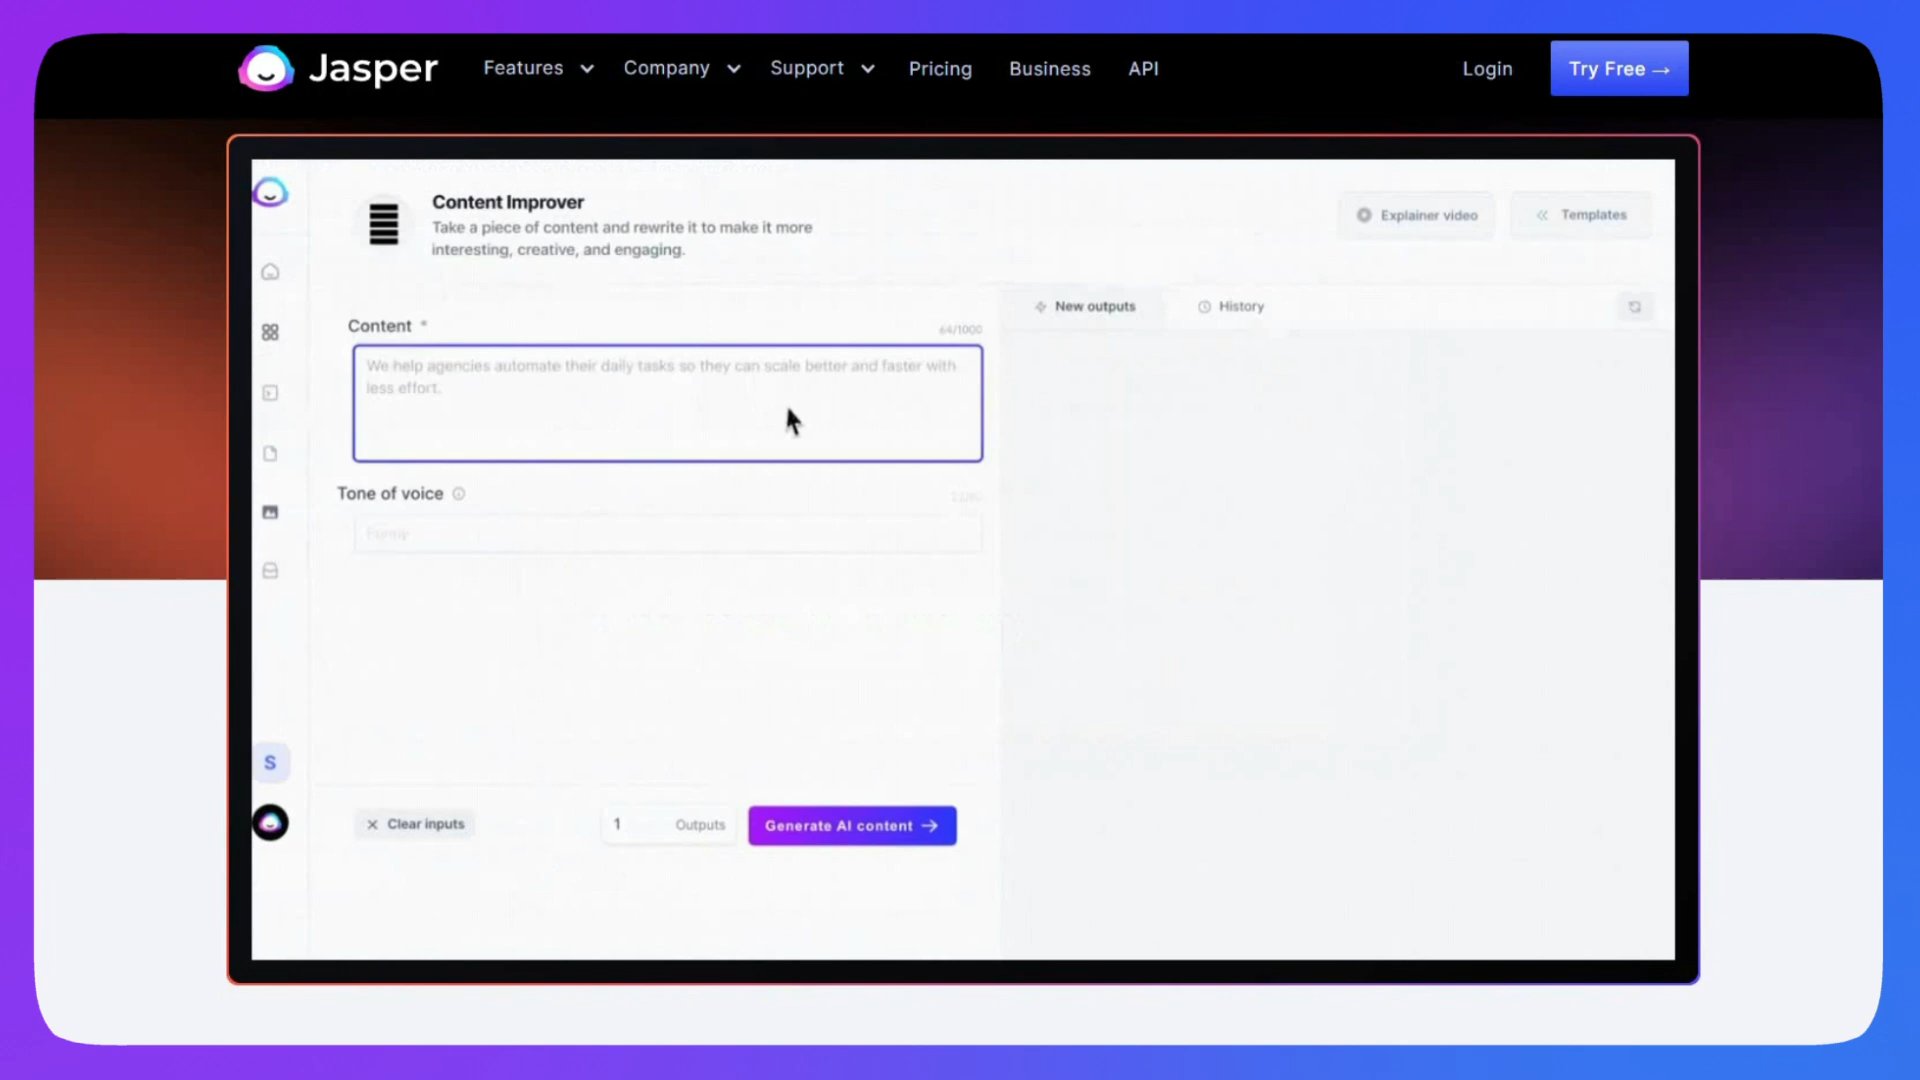 Jasper
Features
Company
Support
Pricing
Business
API
Login
Try Free →
Content Improver
Take a piece of content and rewrite it to make it more
interesting, creative, and engaging.
Explainer video
Templates
New outputs
History
Content *
64/1000
We help agencies automate their daily tasks so they can scale better and faster with
less effort.
Tone of voice
S
Clear inputs
1 Outputs
Generate AI content →